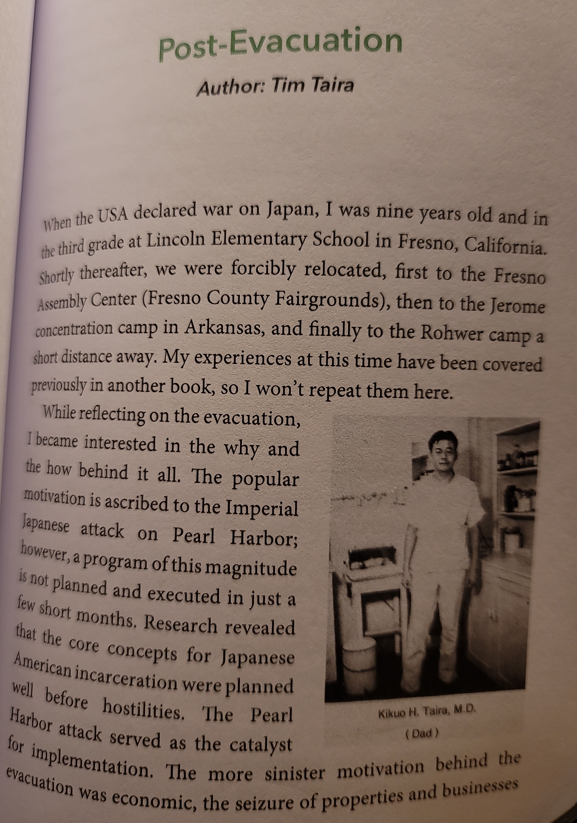 Post-Evacuation
Author: Tim Taira
When the USA declared war on Japan, I was nine years old and in
the third grade at Lincoln Elementary School in Fresno, California.
Shortly thereafter, we were forcibly relocated, first to the Fresno
Assembly Center (Fresno County Fairgrounds), then to the Jerome
concentration camp in Arkansas, and finally to the Rohwer camp a
short distance away. My experiences at this time have been covered
previously in another book, so I won't repeat them here.
While reflecting on the evacuation,
I became interested in the why and
the how behind it all. The popular
motivation is ascribed to the Imperial
Japanese attack on Pearl Harbor;
however, a program of this magnitude
is not planned and executed in just a
few short months. Research revealed
that the core concepts for Japanese
American incarceration were planned
well before hostilities. The Pearl
Harbor attack served as the catalyst
for implementation. The more sinister motivation behind the
evacuation was economic, the seizure of properties and businesses
Kikuo H. Taira, M.D.
( Dad )